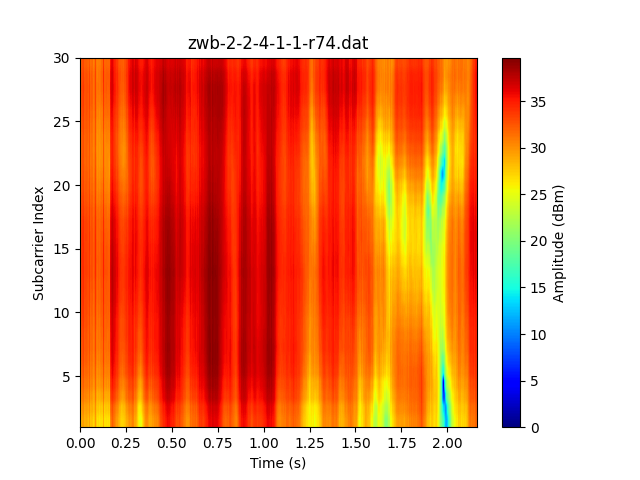 zwb-2-2-4-1-1-r74.dat
30
25
20
15
10
5
Subcarrier Index
0.00 0.25 0.50 0.75 1.00 1.25 1.50 1.75 2.00
Time (s)
35
30
25
20
15
10
5
0
Amplitude (dBm)